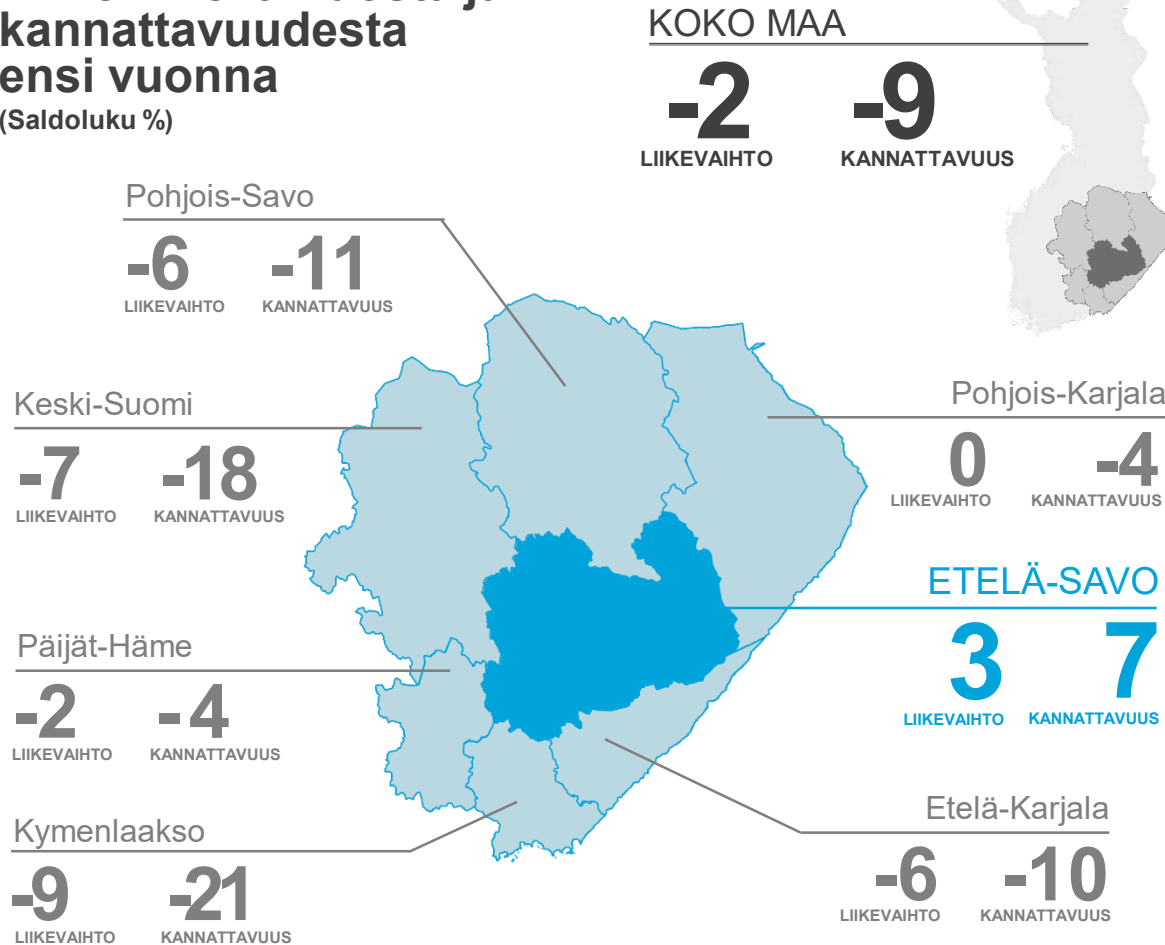 kannattavuudesta
ensi vuonna
(Saldoluku %)
KOKO MAA
-2 -9
LIIKEVAIHTO KANNATTAVUUS
Pohjois-Savo
-6 -11
LIIKEVAIHTO KANNATTAVUUS
Keski-Suomi
-7 -18
LIIKEVAIHTO KANNATTAVUUS
Pohjois-Karjala
0 -4
LIIKEVAIHTO KANNATTAVUUS
ETELÄ-SAVO
3 7
LIIKEVAIHTO KANNATTAVUUS
Päijät-Häme
-2 -4
LIIKEVAIHTO KANNATTAVUUS
Etelä-Karjala
-6 -10
LIIKEVAIHTO KANNATTAVUUS
Kymenlaakso
-9 -21
LIIKEVAIHTO KANNATTAVUUS